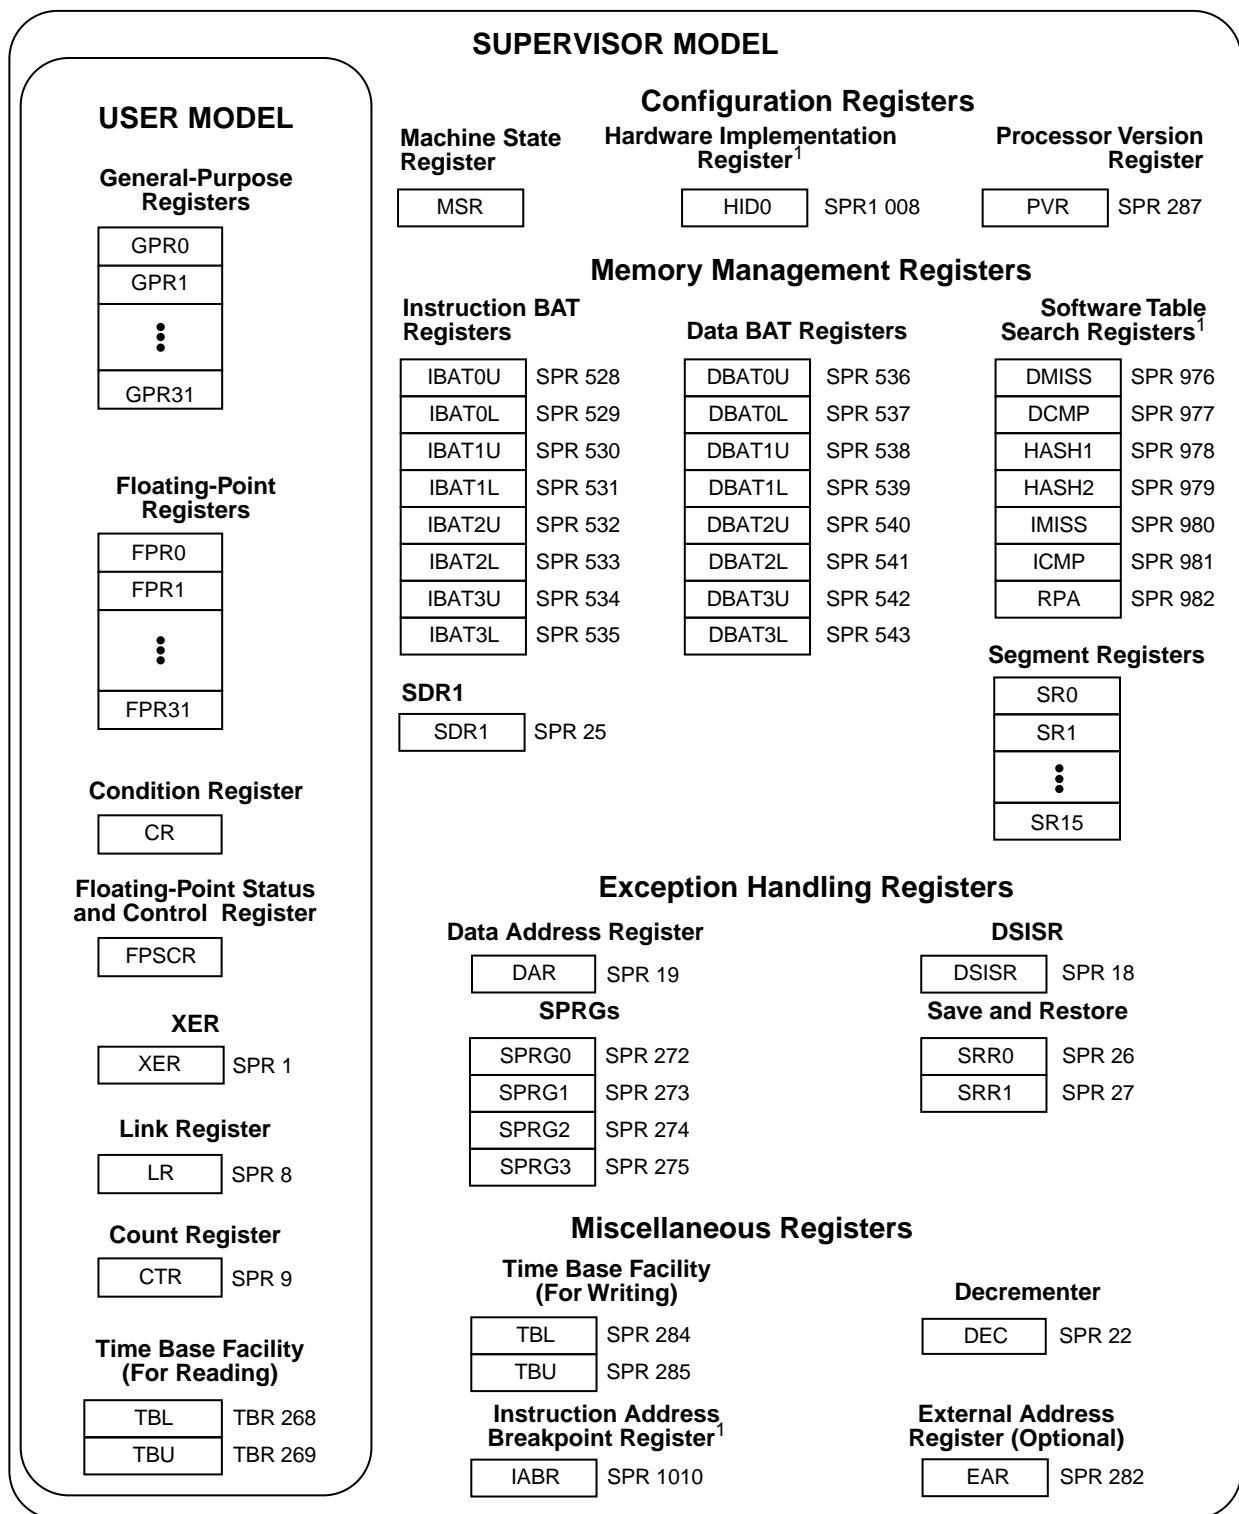 SUPERVISOR MODEL
USER MODEL
General-Purpose
Registers
GPR0
GPR1
GPR31
Floating-Point
Registers
FPR0
FPR1
FPR31
Condition Register
CR
Floating-Point Status
and Control Register
FPSCR
XER
XER SPR 1
Link Register
LR SPR 8
Count Register
CTR SPR 9
Time Base Facility
(For Reading)
TBL TBR 268
TBU TBR 269
Configuration Registers
Machine State
Register
MSR
Hardware Implementation
Register1
HID0 SPR1 008
Processor Version
Register
PVR SPR 287
Memory Management Registers
Instruction BAT
Registers
IBAT0U SPR 528
IBAT0L SPR 529
IBAT1U SPR 530
IBAT1L SPR 531
IBAT2U SPR 532
IBAT2L SPR 533
IBAT3U SPR 534
IBAT3L SPR 535
Data BAT Registers
DBAT0U SPR 536
DBAT0L SPR 537
DBAT1U SPR 538
DBAT1L SPR 539
DBAT2U SPR 540
DBAT2L SPR 541
DBAT3U SPR 542
DBAT3L SPR 543
Software Table
Search Registers1
DMISS SPR 976
DCMP SPR 977
HASH1 SPR 978
HASH2 SPR 979
IMISS SPR 980
ICMP SPR 981
RPA SPR 982
SDR1
SDR1 SPR 25
Segment Registers
SR0
SR1
SR15
Exception Handling Registers
Data Address Register
DAR SPR 19
DSISR
DSISR SPR 18
SPRGs
SPRG0 SPR 272
SPRG1 SPR 273
SPRG2 SPR 274
SPRG3 SPR 275
Save and Restore
SRR0 SPR 26
SRR1 SPR 27
Miscellaneous Registers
Time Base Facility
(For Writing)
TBL SPR 284
TBU SPR 285
Decrementer
DEC SPR 22
Instruction Address
Breakpoint Register1
IABR SPR 1010
External Address
Register (Optional)
EAR SPR 282